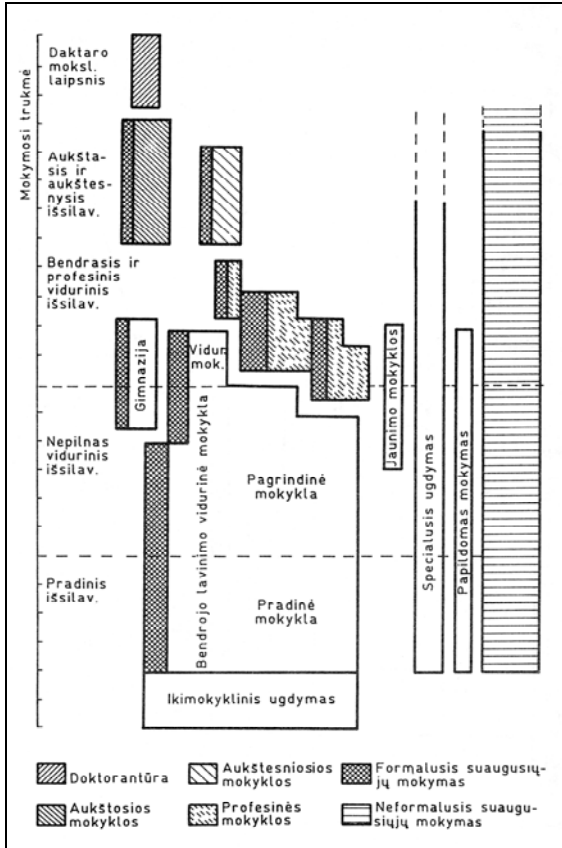 Mokymosi trukmė
Daktaro
moksl.
laipsnis
Aukšta-
sis ir
aukštes-
nysis
išsilav.
Bendrasis ir
profesinis
vidurinis
išsilav.
Nepilnas
vidurinis
išsilav.
Pradinis
išsilav.
Gimnazija
Vidur.
mok.
Bendrojo lavinimo vidurinė mokykla
Pagrindinė
mokykla
Pradinė
mokykla
Ikimokyklinis ugdymas
Jaunimo mokyklos
Specialusis ugdymas
Papildomas mokymas
Doktorantūra
Aukštosios
mokyklos
Aukštesniosios
mokyklos
Profesinės
mokyklos
Formalusis suaugusių-
jų mokymas
Neformalusis suaugu-
siųjų mokymas